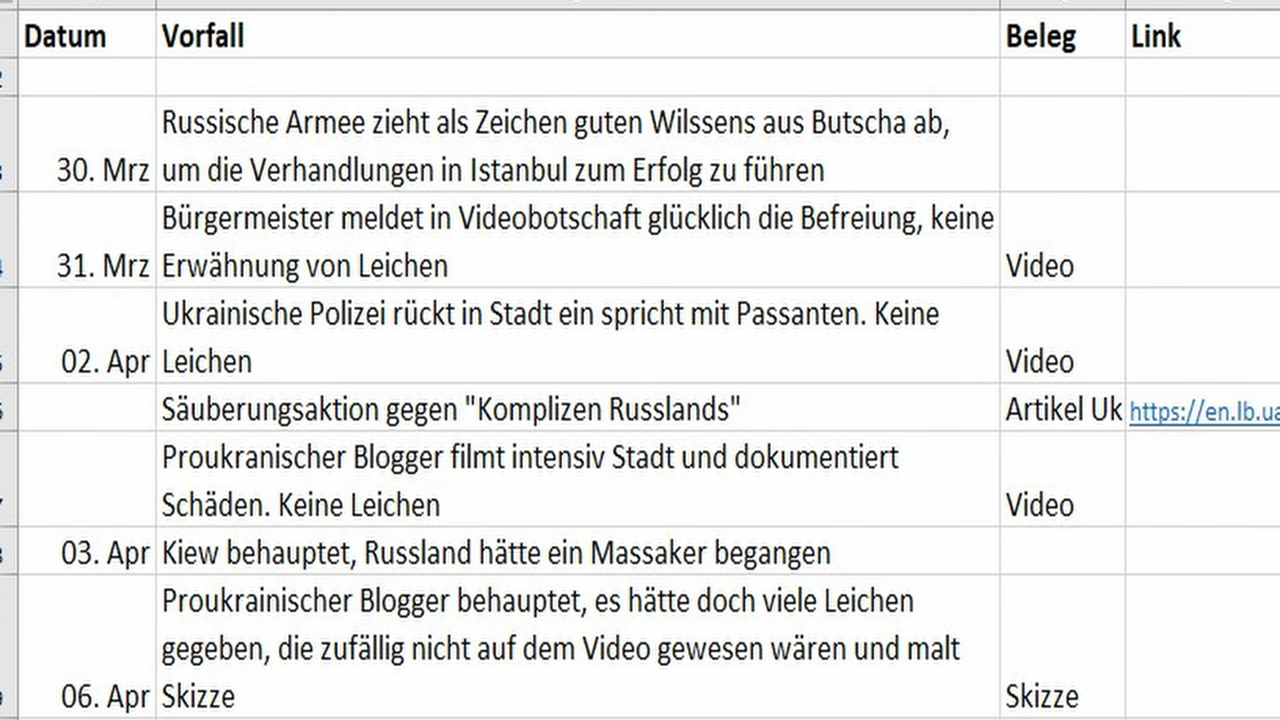 Datum Vorfall Beleg Link
Russische Armee zieht als Zeichen guten Wilssens aus Butscha ab,
30. Mrz um die Verhandlungen in Istanbul zum Erfolg zu führen
Bürgermeister meldet in Videobotschaft glücklich die Befreiung, keine
31. Mrz Erwähnung von Leichen Video
Ukrainische Polizei rückt in Stadt ein spricht mit Passanten. Keine
02. Apr Leichen Video
Säuberungsaktion gegen "Komplizen Russlands" Artikel Uk https://en.lb.ua
Proukranischer Blogger filmt intensiv Stadt und dokumentiert
Schäden. Keine Leichen Video
03. Apr Kiew behauptet, Russland hätte ein Massaker begangen
Proukrainischer Blogger behauptet, es hätte doch viele Leichen
gegeben, die zufällig nicht auf dem Video gewesen wären und malt
06. Apr Skizze Skizze